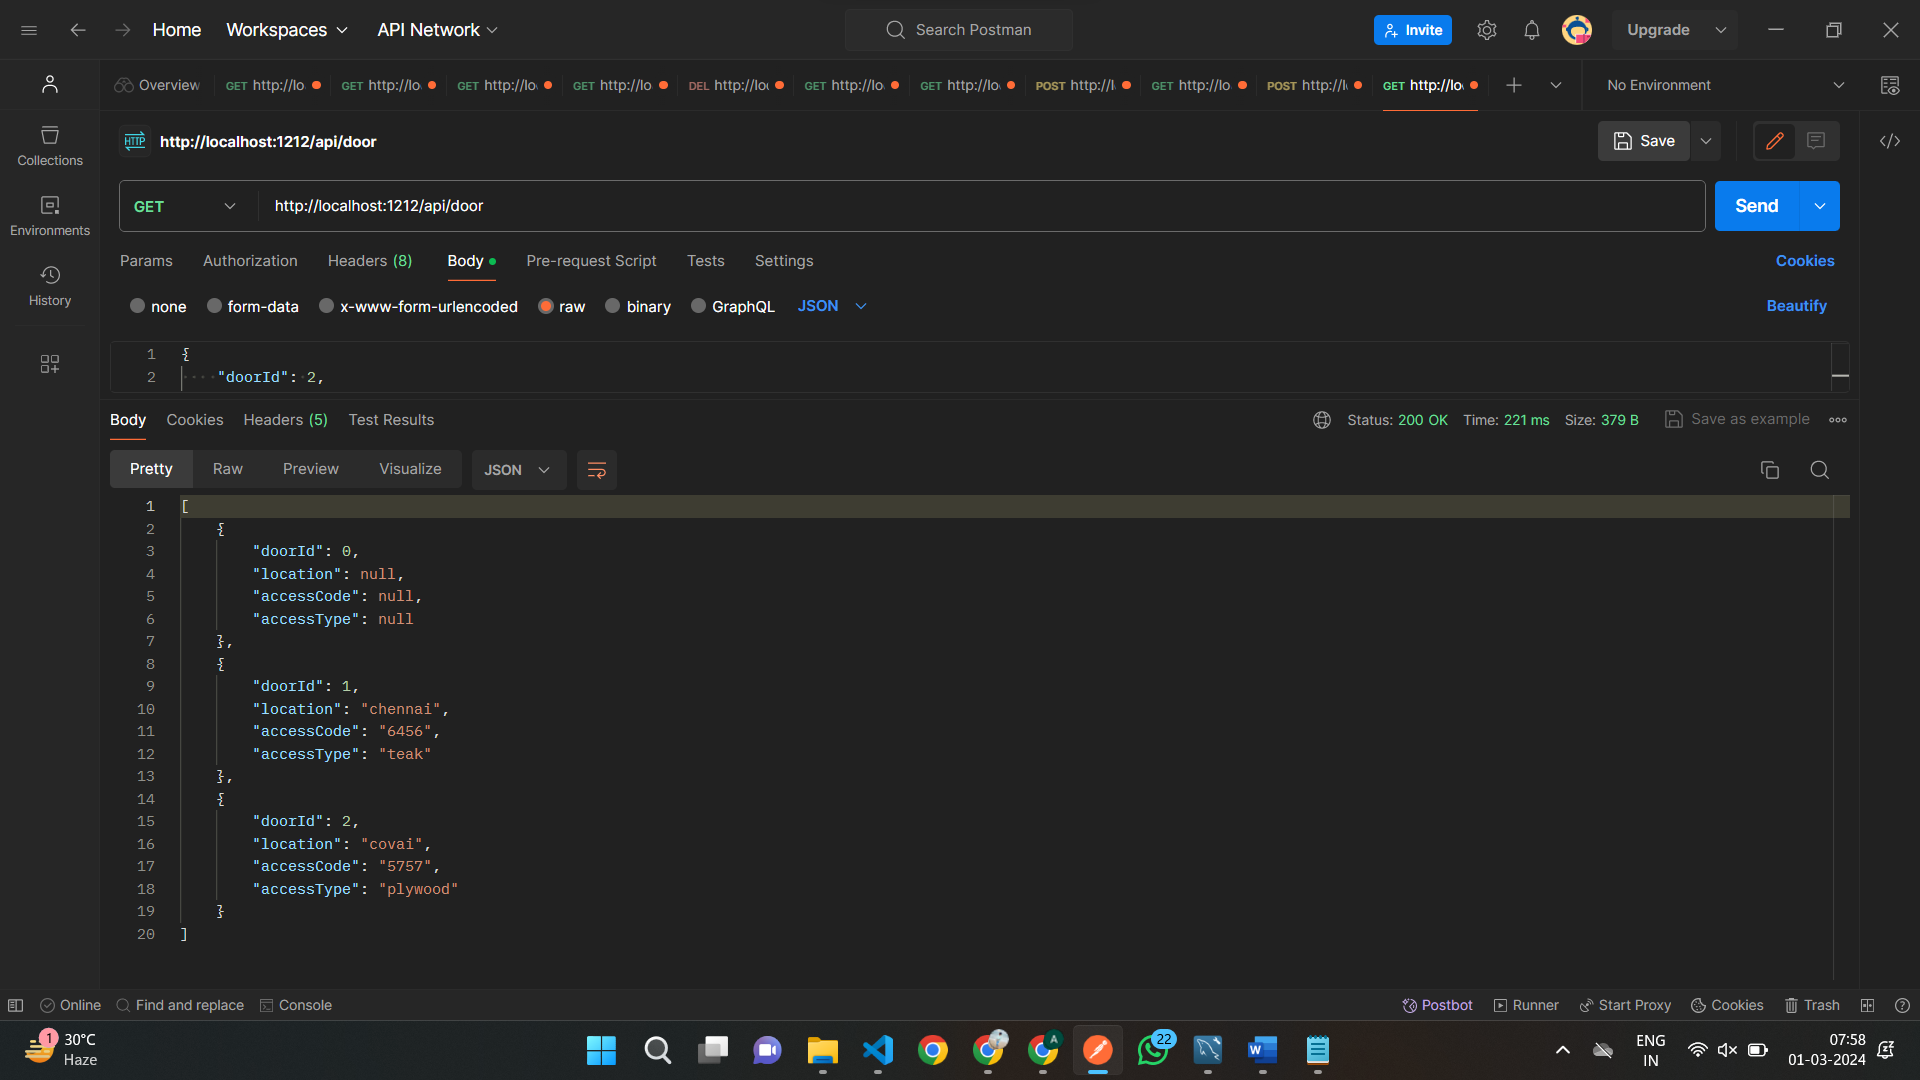 Home Workspaces API Network Search Postman Invite Upgrade
Overview GET http://lo GET http://lo GET http://lo GET http://lo DEL http://lo GET http://lo GET http://lo POST http://l GET http://lo POST http://l GET http://lo No Environment
HTTP http://localhost:1212/api/door Save
GET http://localhost:1212/api/door Send
Collections
Environments
History
Params Authorization Headers (8) Body Pre-request Script Tests Settings Cookies
none form-data x-www-form-urlencoded raw binary GraphQL JSON Beautify
1 {
2 "doorId": 2,
Body Cookies Headers (5) Test Results Status: 200 OK Time: 221 ms Size: 379 B Save as example
Pretty Raw Preview Visualize JSON
1 [
2 {
3 "doorId": 0,
4 "location": null,
5 "accessCode": null,
6 "accessType": null
7 },
8 {
9 "doorId": 1,
10 "location": "chennai",
11 "accessCode": "6456",
12 "accessType": "teak"
13 },
14 {
15 "doorId": 2,
16 "location": "covai",
17 "accessCode": "5757",
18 "accessType": "plywood"
19 }
20 ]
Online Find and replace Console Postbot Runner Start Proxy Cookies Trash
1 30°C
Haze
A
22
W
ENG
IN
07:58
01-03-2024